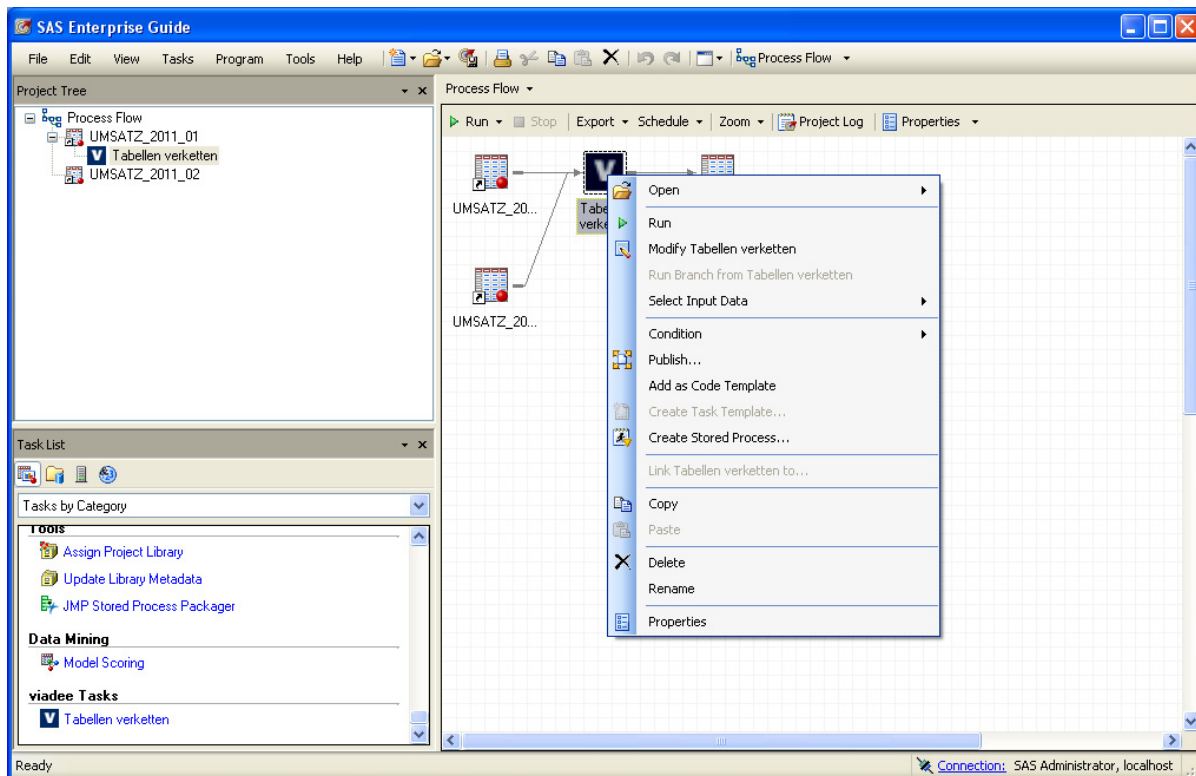 SAS Enterprise Guide
File Edit View Tasks Program Tools Help Process Flow
Project Tree
Process Flow
UMSATZ_2011_01
Tabellen verketten
UMSATZ_2011_02
Process Flow
Run Stop Export Schedule Zoom Project Log Properties
UMSATZ_20...
UMSATZ_20...
Open
Run
Modify Tabellen verketten
Run Branch from Tabellen verketten
Select Input Data
Condition
Publish...
Add as Code Template
Create Task Template...
Create Stored Process...
Link Tabellen verketten to...
Copy
Paste
Delete
Rename
Properties
Task List
Tasks by Category
Tools
Assign Project Library
Update Library Metadata
JMP Stored Process Packager
Data Mining
Model Scoring
viadee Tasks
V Tabellen verketten
Ready
Connection: SAS Administrator, localhost